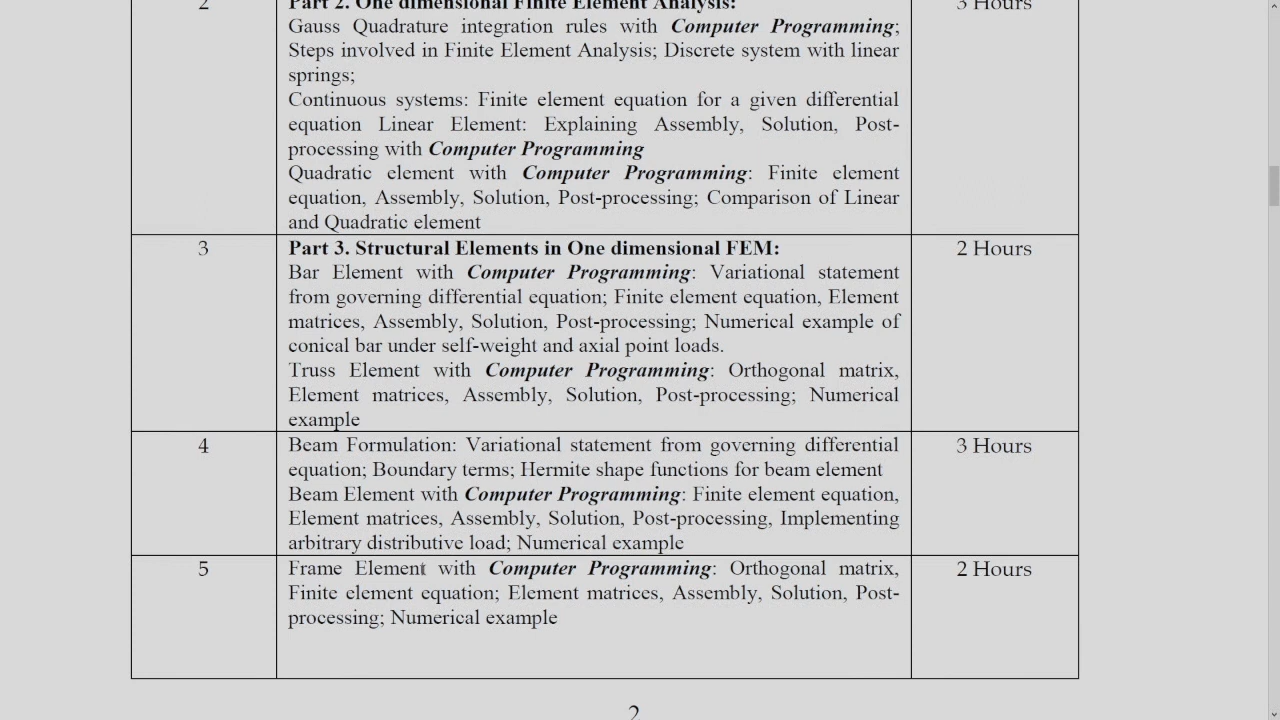 2
Part 2. One dimensional Finite Element Analysis:
3 Hours
Gauss Quadrature integration rules with Computer Programming;
Steps involved in Finite Element Analysis; Discrete system with linear
springs;
Continuous systems: Finite element equation for a given differential
equation Linear Element: Explaining Assembly, Solution, Post-
processing with Computer Programming
Quadratic element with Computer Programming: Finite element
equation, Assembly, Solution, Post-processing; Comparison of Linear
and Quadratic element
3
Part 3. Structural Elements in One dimensional FEM:
2 Hours
Bar Element with Computer Programming: Variational statement
from governing differential equation; Finite element equation, Element
matrices, Assembly, Solution, Post-processing; Numerical example of
conical bar under self-weight and axial point loads.
Truss Element with Computer Programming: Orthogonal matrix,
Element matrices, Assembly, Solution, Post-processing; Numerical
example
4
Beam Formulation: Variational statement from governing differential
3 Hours
equation; Boundary terms; Hermite shape functions for beam element
Beam Element with Computer Programming: Finite element equation,
Element matrices, Assembly, Solution, Post-processing, Implementing
arbitrary distributive load; Numerical example
5
Frame Element with Computer Programming: Orthogonal matrix,
2 Hours
Finite element equation; Element matrices, Assembly, Solution, Post-
processing; Numerical example
2